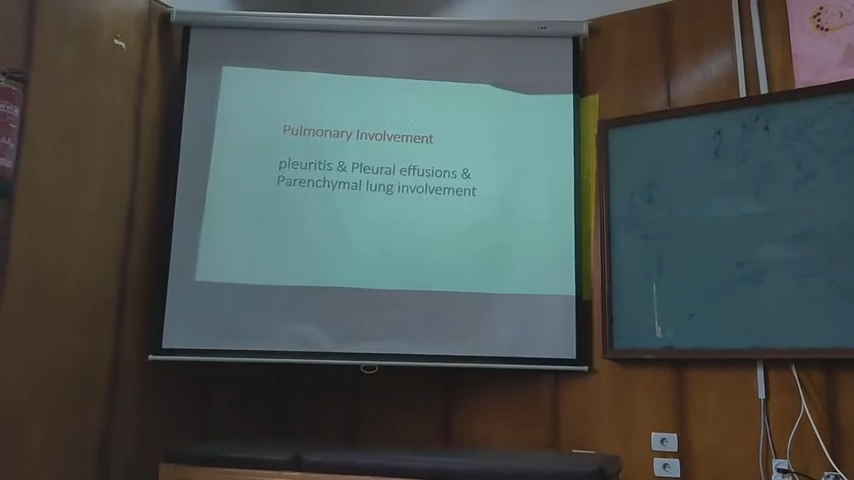 Pulmonary Involvement
pleuritis & Pleural effusions &
Parenchymal lung involvement